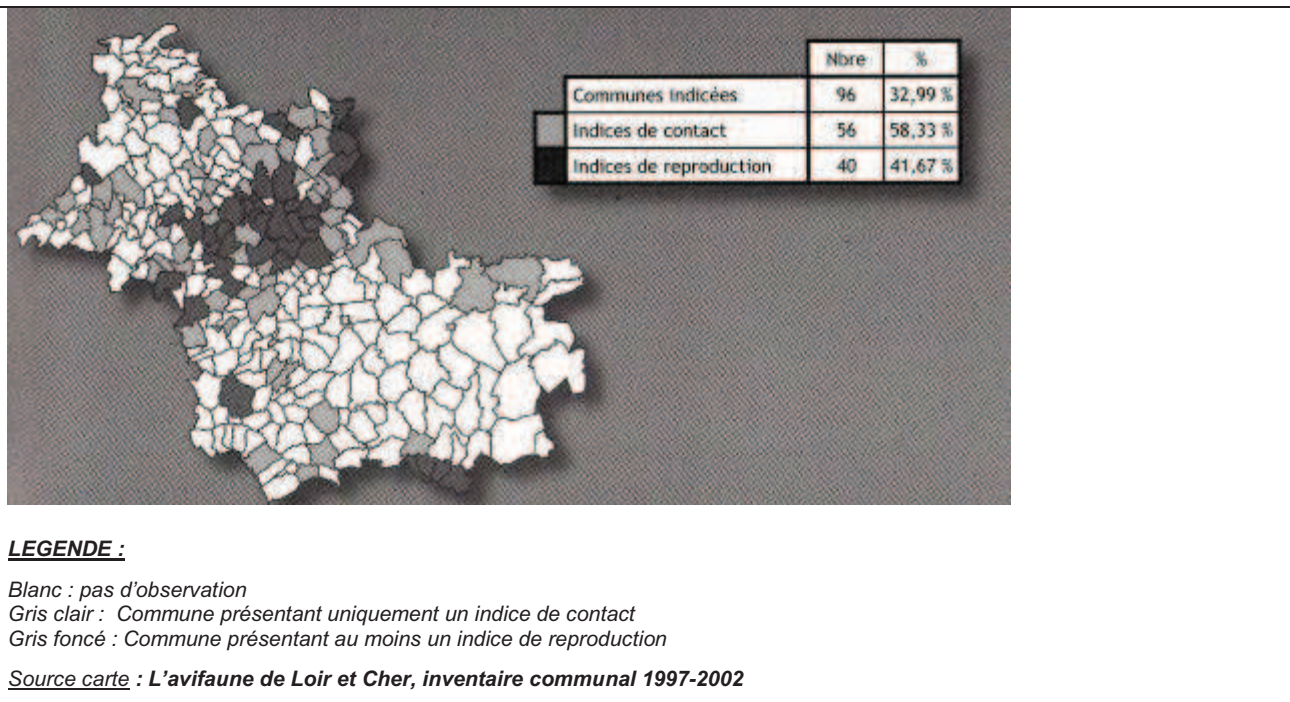 Nbre %
Communes Indicées 96 32,99 %
Indices de contact 56 58,33 %
Indices de reproduction 40 41,67 %
LEGENDE :
Blanc : pas d’observation
Gris clair : Commune présentant uniquement un indice de contact
Gris foncé : Commune présentant au moins un indice de reproduction
Source carte : L’avifaune de Loir et Cher, inventaire communal 1997-2002